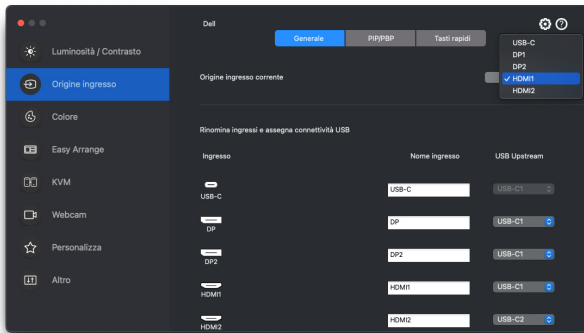 Dell
Generale
PIP/PBP
Tasti rapidi
USB-C
DP1
DP2
HDMI1
HDMI2
Luminosità / Contrasto
Origine ingresso
Colore
Easy Arrange
KVM
Webcam
Personalizza
Altro
Origine ingresso corrente
Rinomina ingressi e assegna connettività USB
Ingresso Nome ingresso USB Upstream
USB-C USB-C USB-C1
DP DP USB-C1
DP2 DP2 USB-C1
HDMI1 HDMI1 USB-C1
HDMI2 HDMI2 USB-C2